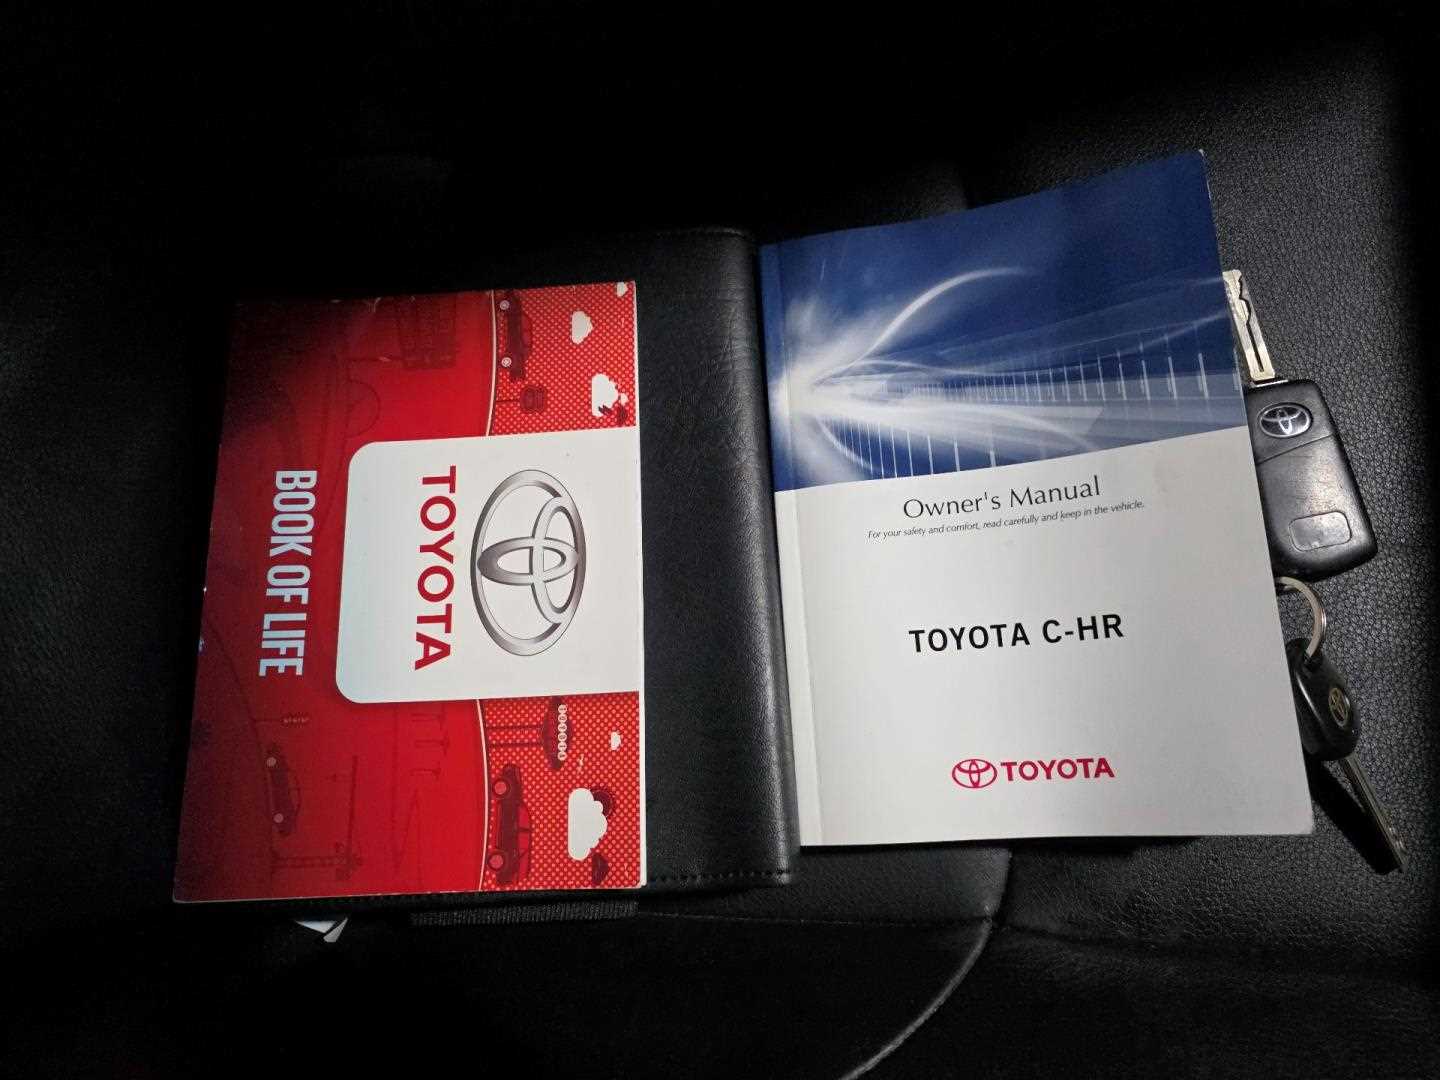 TOYOTA
BOOK OF LIFE
Owner's Manual
For your safety and comfort, read carefully and keep in the vehicle.
TOYOTA C-HR
TOYOTA